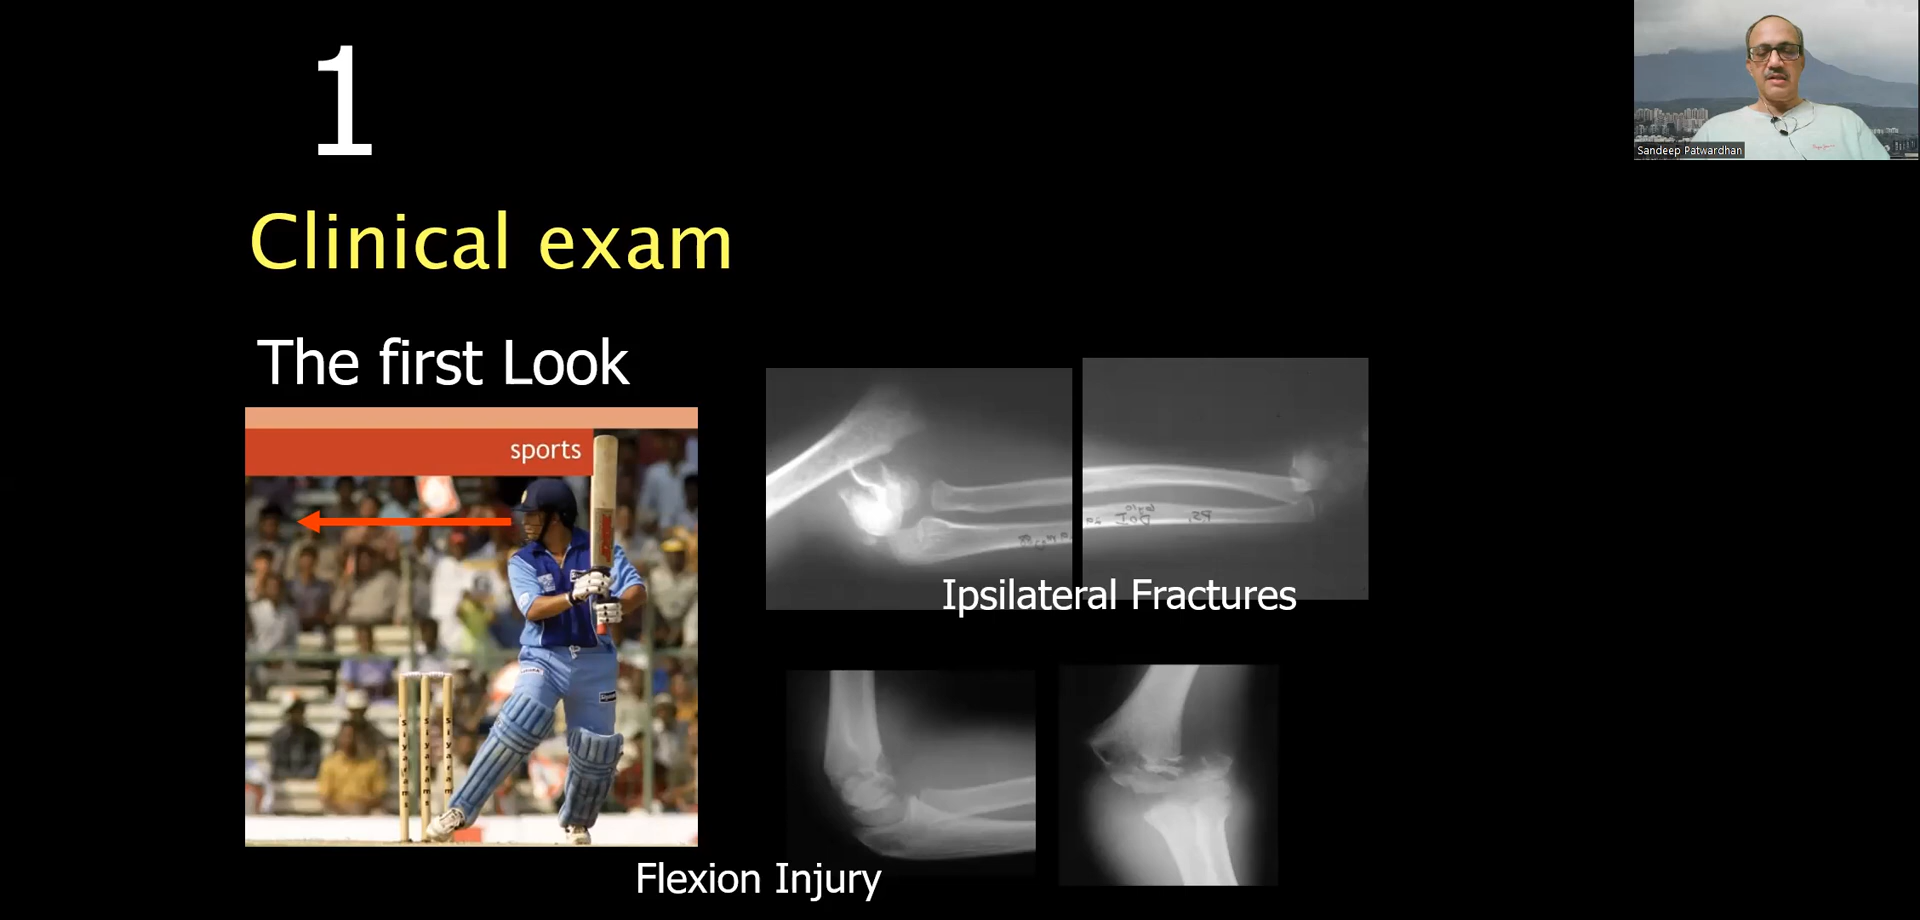 1
Clinical exam
The first Look
sports
Ipsilateral Fractures
Flexion Injury
Sandeep Patwardhan